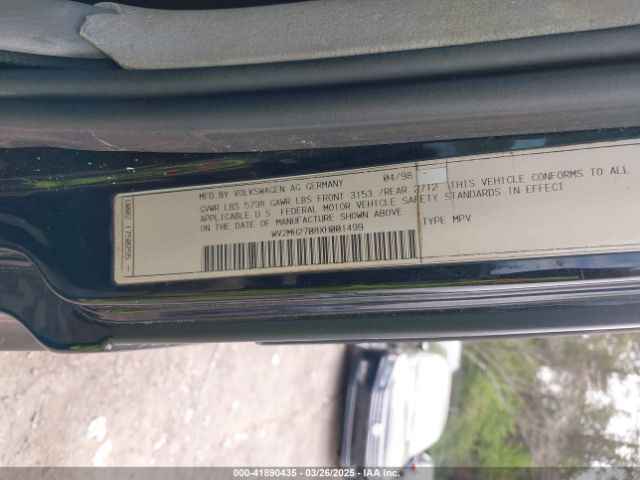 MFD BY VOLKSWAGEN AG GERMANY 04/98
GVWR LBS 5798 GAWR LBS FRONT 3153 /REAR 2712 THIS VEHICLE CONFORMS TO ALL
APPLICABLE U S FEDERAL MOTOR VEHICLE SAFETY STANDARDS IN EFFECT
ON THE DATE OF MANUFACTURE SHOWN ABOVE
TYPE MPV
WV2MH2708XH001499
000-41890435 - 03/26/2025 - IAA Inc.